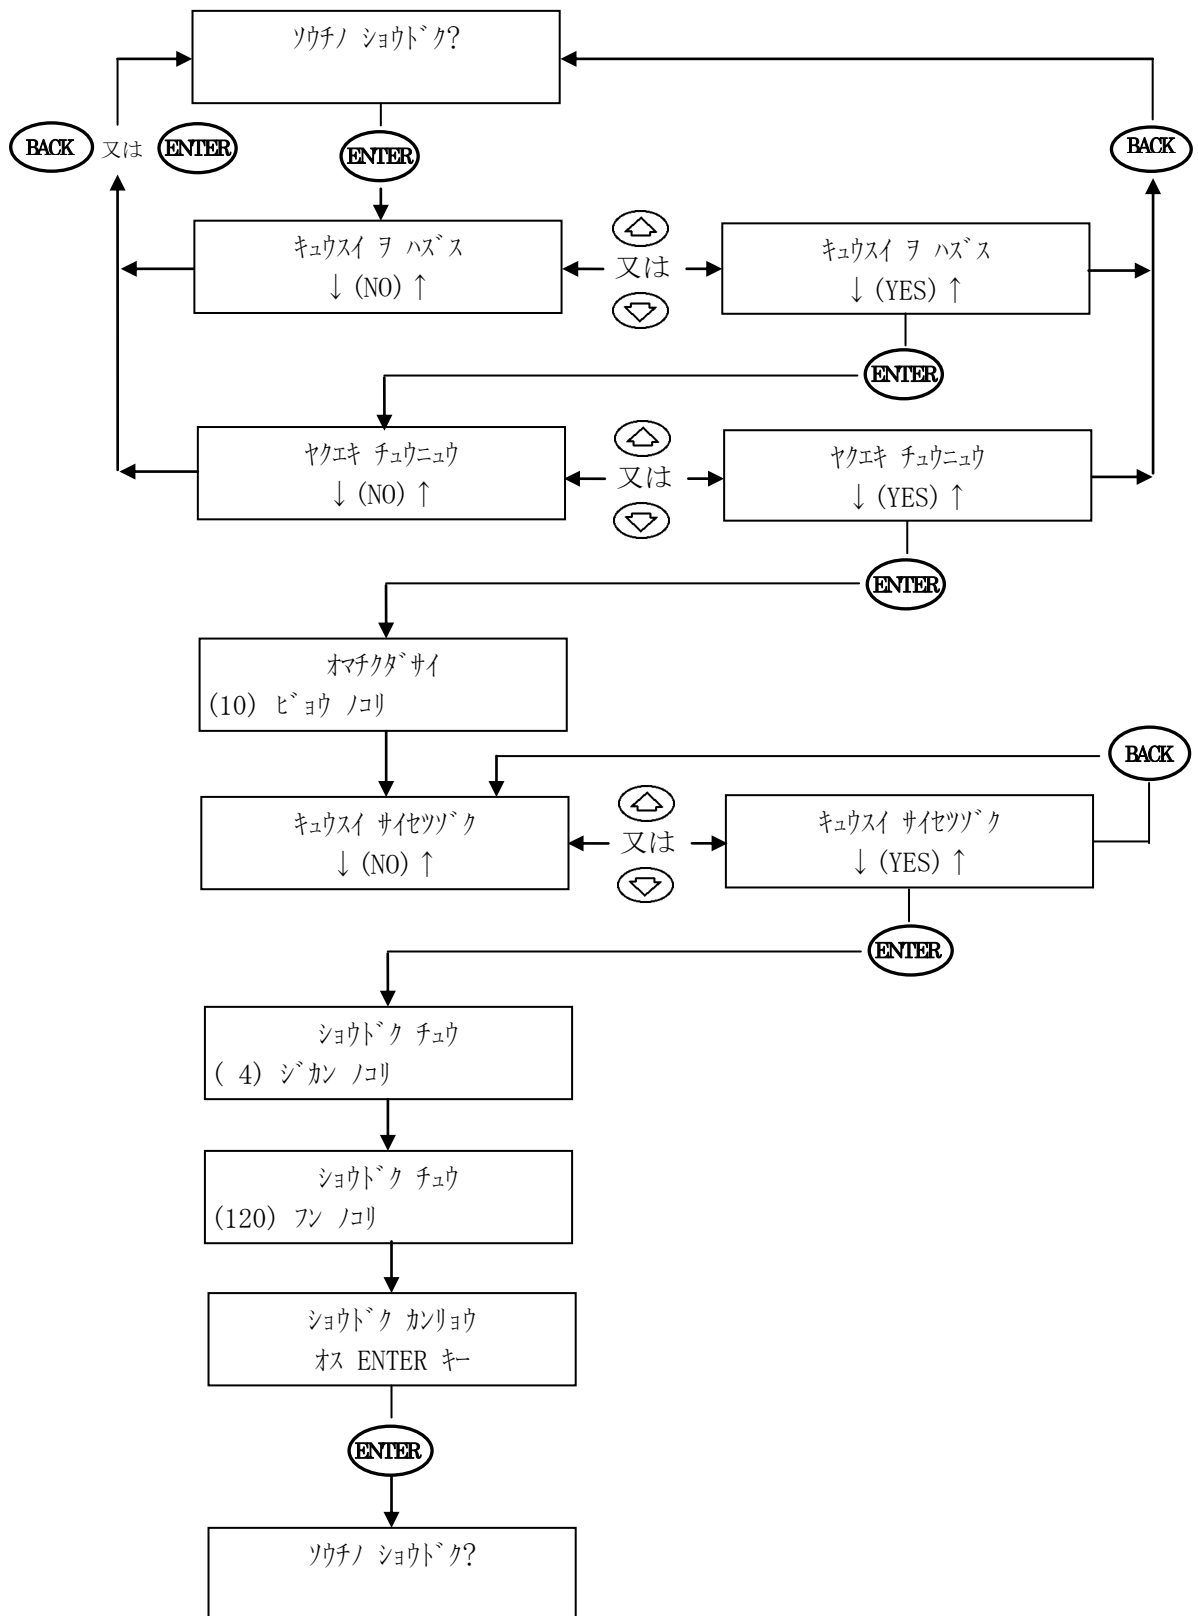 ソウチノ ショウドク?
BACK 又は ENTER
ENTER
BACK
キュウスイ ヲ ハズス
↓(NO)↑
又は
キュウスイ ヲ ハズス
↓(YES)↑
ENTER
ヤクエキ チュウニュウ
↓(NO)↑
又は
ヤクエキ チュウニュウ
↓(YES)↑
ENTER
オマチクダサイ
(10) ビョウ ノコリ
BACK
キュウスイ サイセツゾク
↓(NO)↑
又は
キュウスイ サイセツゾク
↓(YES)↑
ENTER
ショウドク チュウ
( 4) ジカン ノコリ
ショウドク チュウ
(120) フン ノコリ
ショウドク カンリョウ
オス ENTER キー
ENTER
ソウチノ ショウドク?